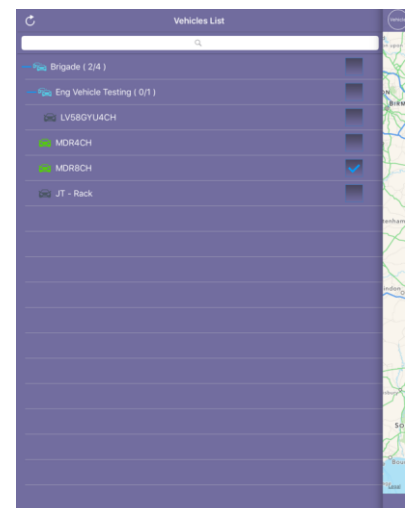 Vehicles List
Brigade ( 2/4 )
Eng Vehicle Testing ( 0/1 )
LV58GYU4CH
MDR4CH
MDR8CH
JT - Rack